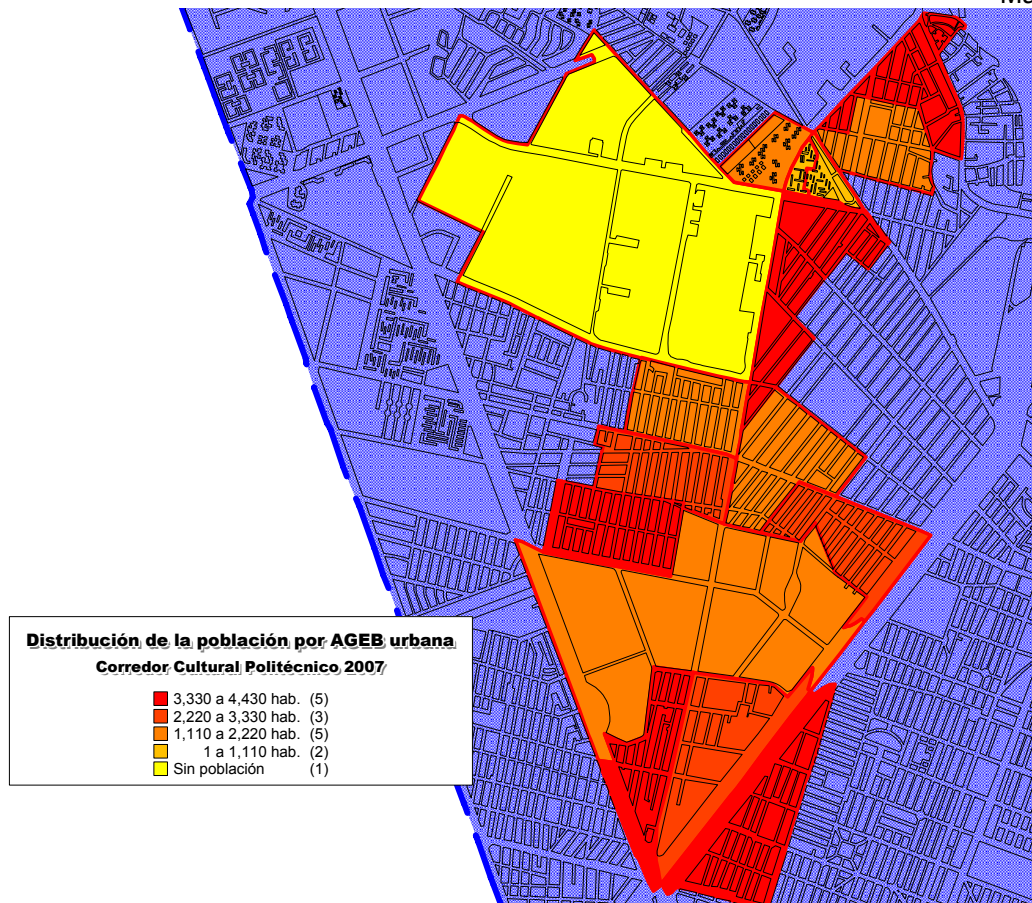 Distribución de la población por AGEB urbana
Corredor Cultural Politécnico 2007
3,330 a 4,430 hab. (5)
2,220 a 3,330 hab. (3)
1,110 a 2,220 hab. (5)
1 a 1,110 hab. (2)
Sin población (1)